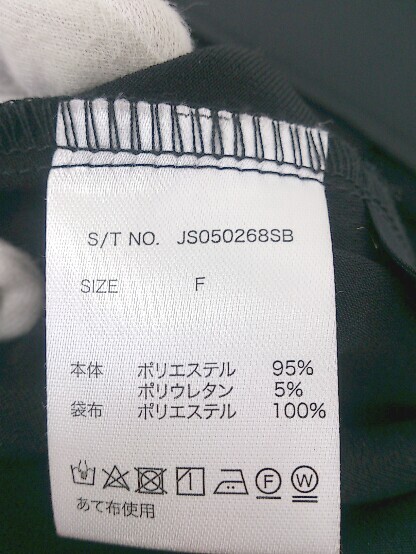 S/T NO. JS050268SB
SIZE F
本体 ポリエステル 95%
ポリウレタン 5%
袋布 ポリエステル 100%
F W
あて布使用